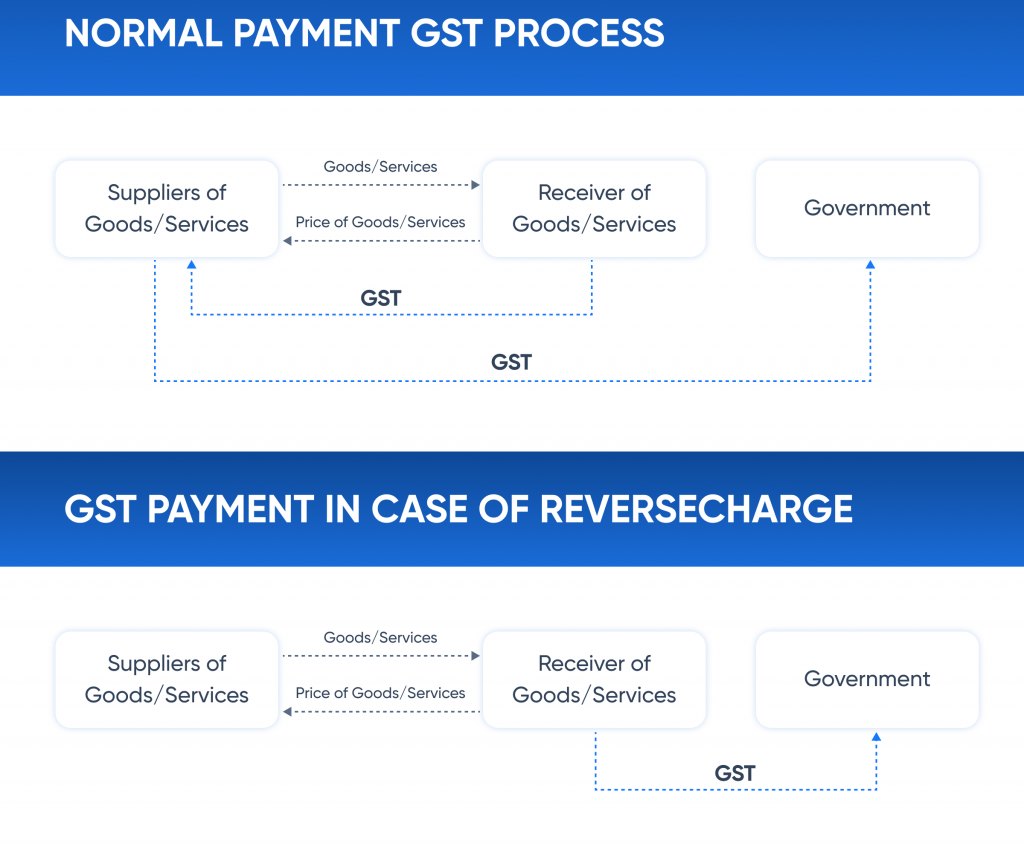 NORMAL PAYMENT GST PROCESS
Goods/Services
Suppliers of
Goods/Services
Receiver of
Goods/Services
Government
Price of Goods/Services
GST
GST
GST PAYMENT IN CASE OF REVERSECHARGE
Goods/Services
Suppliers of
Goods/Services
Receiver of
Goods/Services
Government
Price of Goods/Services
GST